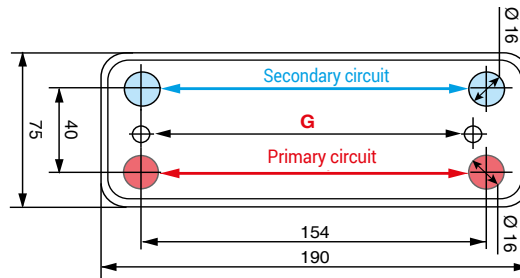 Ø 16
Secondary circuit
G
75
40
Primary circuit
154
Ø 16
190